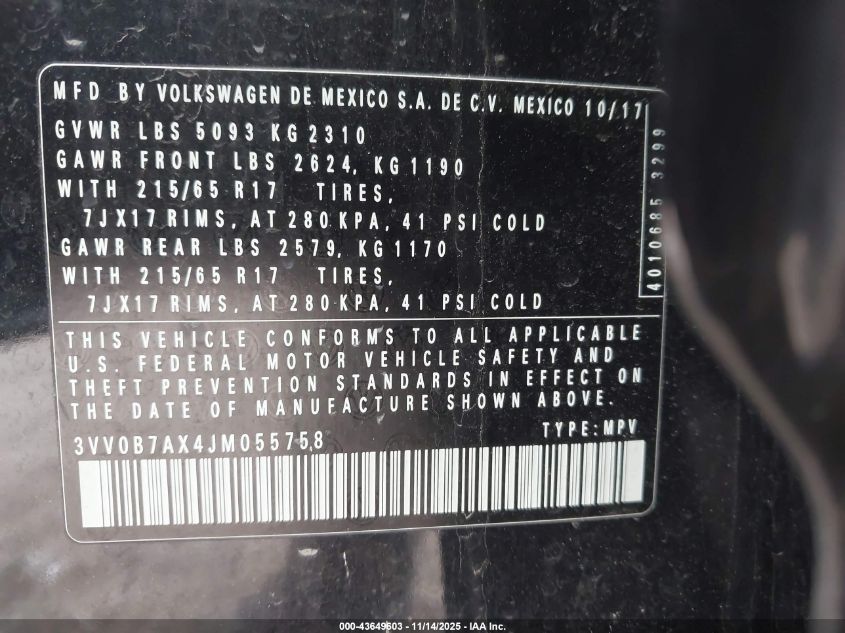 MFD BY VOLKSWAGEN DE MEXICO S.A. DE C.V. MEXICO 10/17
GVWR LBS 5093 KG 2310
GAWR FRONT LBS 2624, KG 1190
WITH 215/65 R17 TIRES,
7JX17 RIMS, AT 280 KPA, 41 PSI COLD
GAWR REAR LBS 2579, KG 1170
WITH 215/65 R17 TIRES,
7JX17 RIMS, AT 280 KPA, 41 PSI COLD
4010685 3299
THIS VEHICLE CONFORMS TO ALL APPLICABLE
U.S. FEDERAL MOTOR VEHICLE SAFETY AND
THEFT PREVENTION STANDARDS IN EFFECT ON
THE DATE OF MANUFACTURE SHOWN ABOVE.
3VV0B7AX4JM055758 TYPE: MPV
000-43649603 - 11/14/2025 - IAA Inc.